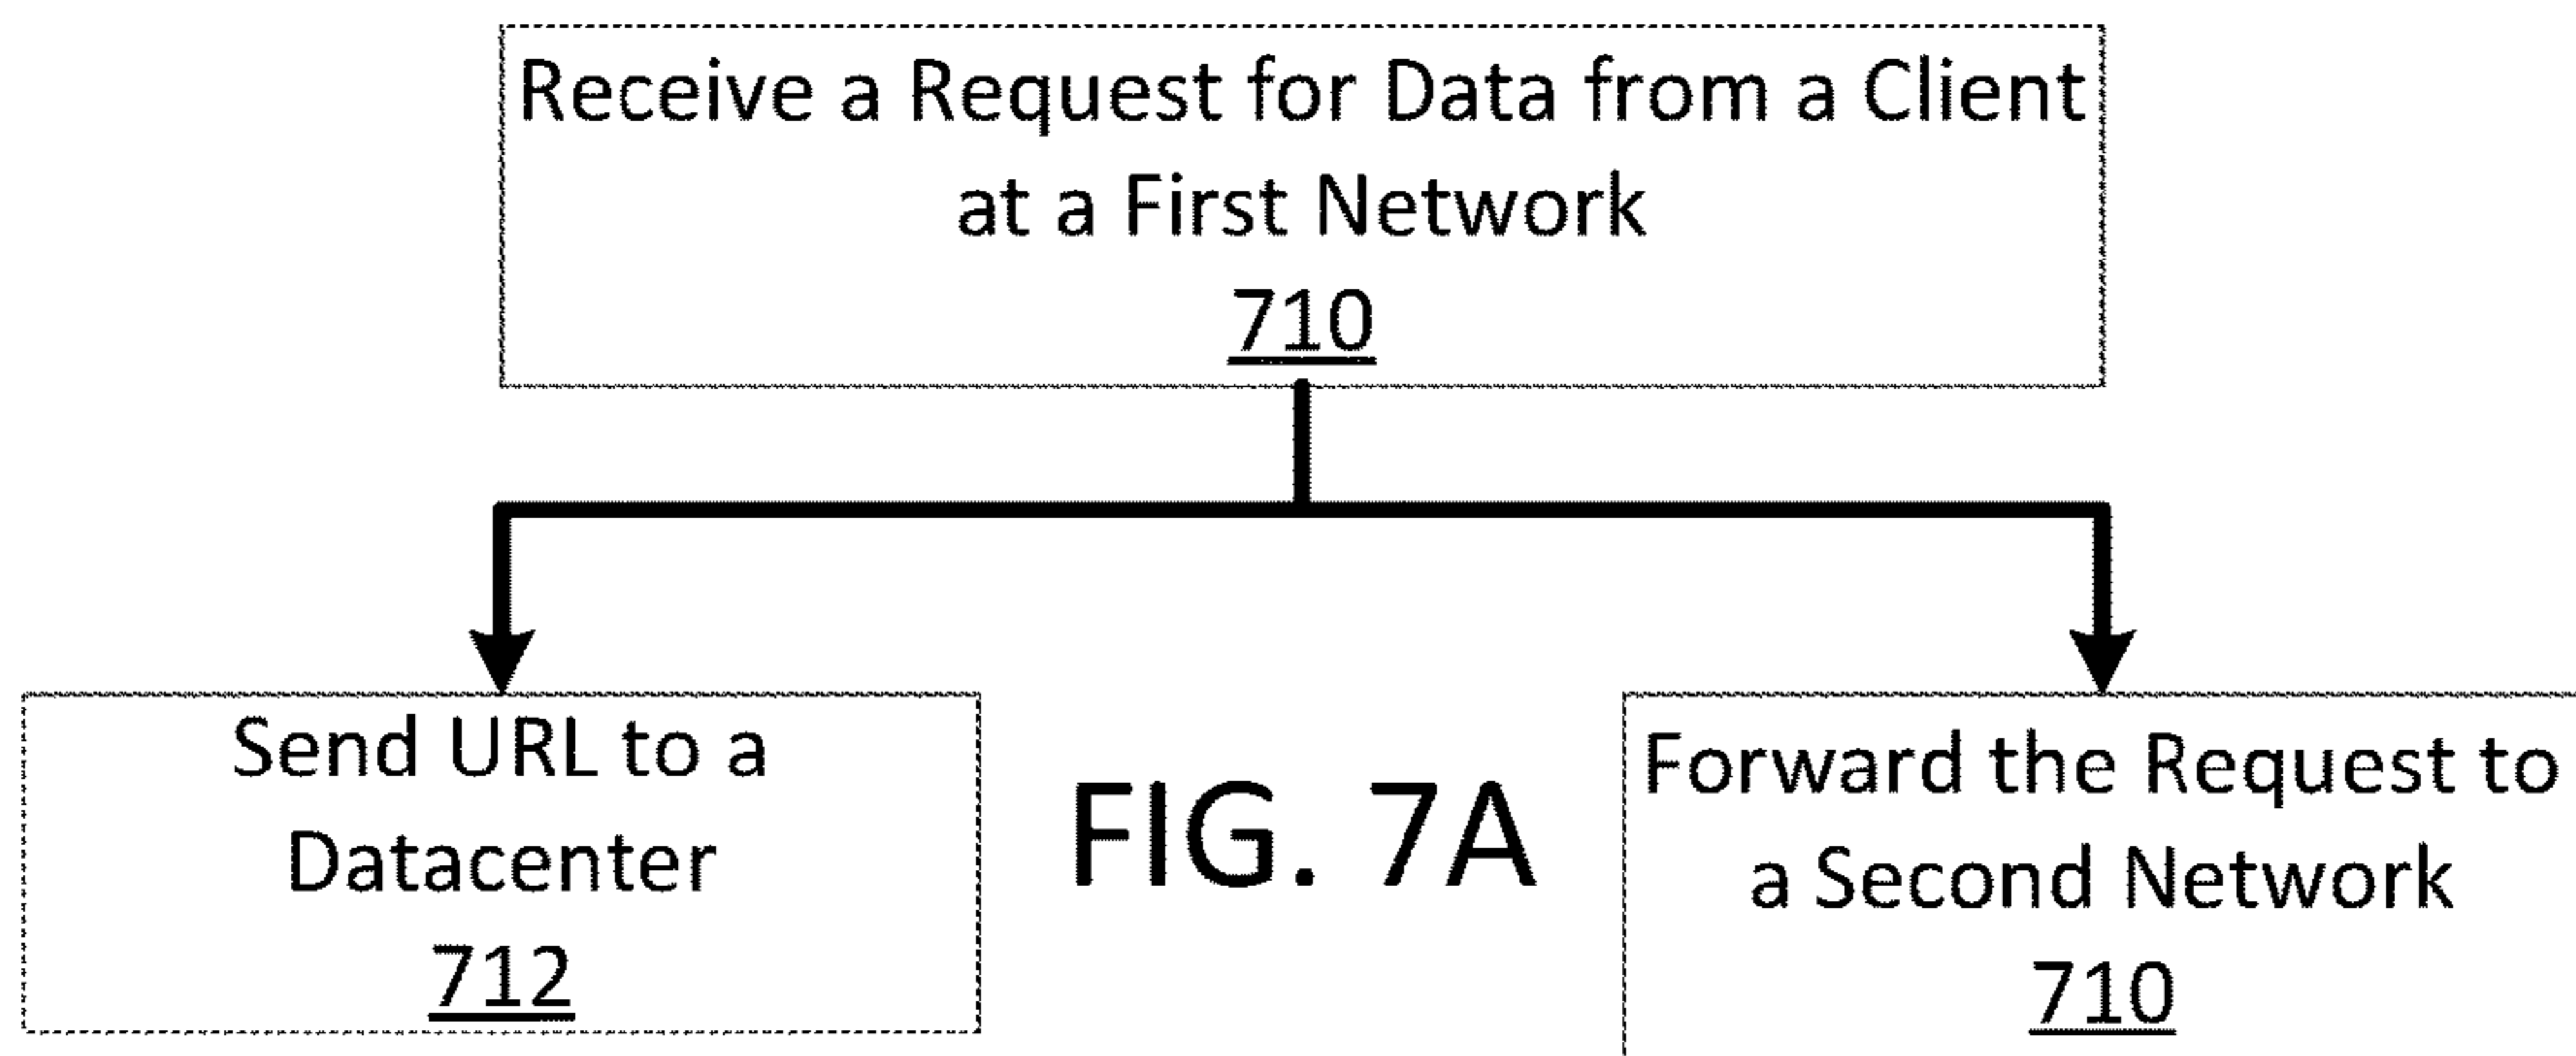 Receive a Request for Data from a Client
at a First Network
710
Send URL to a
Datacenter
712
FIG. 7A
Forward the Request to
a Second Network
710